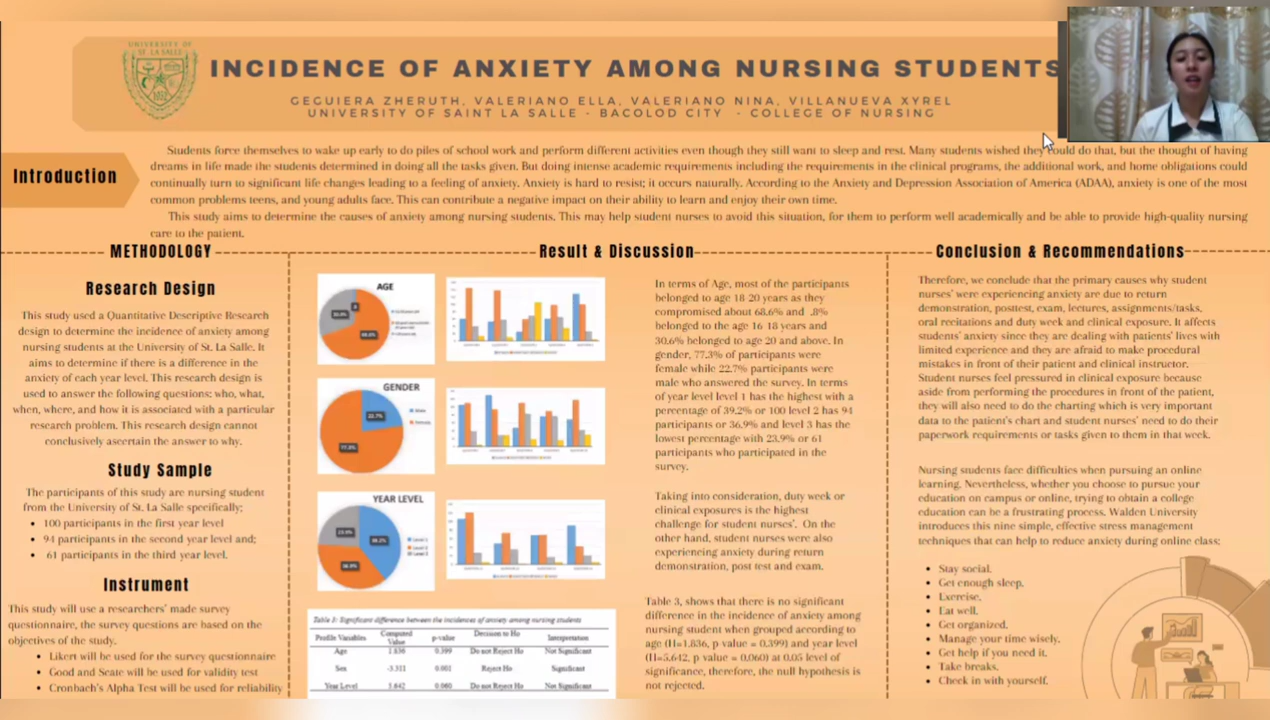 UNIVERSITY OF
ST. LA SALLE
INCIDENCE OF ANXIETY AMONG NURSING STUDENTS
GEGUIERA ZHERUTH, VALERIANO ELLA, VALERIANO NINA, VILLANUEVA XYREL
UNIVERSITY OF SAINT LA SALLE - BACOLOD CITY - COLLEGE OF NURSING
Introduction
Students force themselves to wake up early to do piles of school work and perform different activities even though they still want to sleep and rest. Many students wished they could do that, but the thought of having
dreams in life made the students determined in doing all the tasks given. But doing intense academic requirements including the requirements in the clinical programs, the additional work, and home obligations could
continually turn to significant life changes leading to a feeling of anxiety. Anxiety is hard to resist; it occurs naturally. According to the Anxiety and Depression Association of America (ADAA), anxiety is one of the most
common problems teens, and young adults face. This can contribute a negative impact on their ability to learn and enjoy their own time.
This study aims to determine the causes of anxiety among nursing students. This may help student nurses to avoid this situation, for them to perform well academically and be able to provide high-quality nursing
care to the patient.
METHODOLOGY
Research Design
This study used a Quantitative Descriptive Research
design to determine the incidence of anxiety among
nursing students at the University of St. La Salle. It
aims to determine if there is a difference in the
anxiety of each year level. This research design is
used to answer the following questions: who, what,
when, where, and how it is associated with a particular
research problem. This research design cannot
conclusively ascertain the answer to why.
Study Sample
The participants of this study are nursing student
from the University of St. La Salle specifically;
• 100 participants in the first year level
• 94 participants in the second year level and;
• 61 participants in the third year level.
Instrument
This study will use a researchers' made survey
questionnaire, the survey questions are based on the
objectives of the study.
• Likert will be used for the survey questionnaire
• Good and Scate will be used for validity test
• Cronbach's Alpha Test will be used for reliability
Result & Discussion
AGE
30.6%
68.6%
GENDER
22.7%
77.3%
Male
Female
YEAR LEVEL
23.9%
39.2%
36.9%
Level 1
Level 2
Level 3
Table 3: Significant difference between the incidences of anxiety among nursing students
Profile Variables Computed Value p-value Decision to Ho Interpretation
Age 1.836 0.399 Do not Reject Ho Not Significant
Sex -3.311 0.001 Reject Ho Significant
Year Level 5.642 0.060 Do not Reject Ho Not Significant
In terms of Age, most of the participants
belonged to age 18-20 years as they
compromised about 68.6% and .8%
belonged to the age 16-18 years and
30.6% belonged to age 20 and above. In
gender, 77.3% of participants were
female while 22.7% participants were
male who answered the survey. In terms
of year level level 1 has the highest with a
percentage of 39.2% or 100 level 2 has 94
participants or 36.9% and level 3 has the
lowest percentage with 23.9% or 61
participants who participated in the
survey.
Taking into consideration, duty week or
clinical exposures is the highest
challenge for student nurses'. On the
other hand, student nurses were also
experiencing anxiety during return
demonstration, post test and exam.
Table 3, shows that there is no significant
difference in the incidence of anxiety among
nursing student when grouped according to
age (H=1.836, p value = 0.399) and year level
(H=5.642, p value = 0.060) at 0.05 level of
significance, therefore, the null hypothesis is
not rejected.
Conclusion & Recommendations
Therefore, we conclude that the primary causes why student
nurses' were experiencing anxiety are due to return
demonstration, posttest, exam, lectures, assignments/tasks,
oral recitations and duty week and clinical exposure. It affects
students' anxiety since they are dealing with patients' lives with
limited experience and they are afraid to make procedural
mistakes in front of their patient and clinical instructor.
Student nurses feel pressured in clinical exposure because
aside from performing the procedures in front of the patient,
they will also need to do the charting which is very important
data to the patient's chart and student nurses' need to do their
paperwork requirements or tasks given to them in that week.
Nursing students face difficulties when pursuing an online
learning. Nevertheless, whether you choose to pursue your
education on campus or online, trying to obtain a college
education can be a frustrating process. Walden University
introduces this nine simple, effective stress management
techniques that can help to reduce anxiety during online class:
• Stay social.
• Get enough sleep.
• Exercise.
• Eat well.
• Get organized.
• Manage your time wisely.
• Get help if you need it.
• Take breaks.
• Check in with yourself.